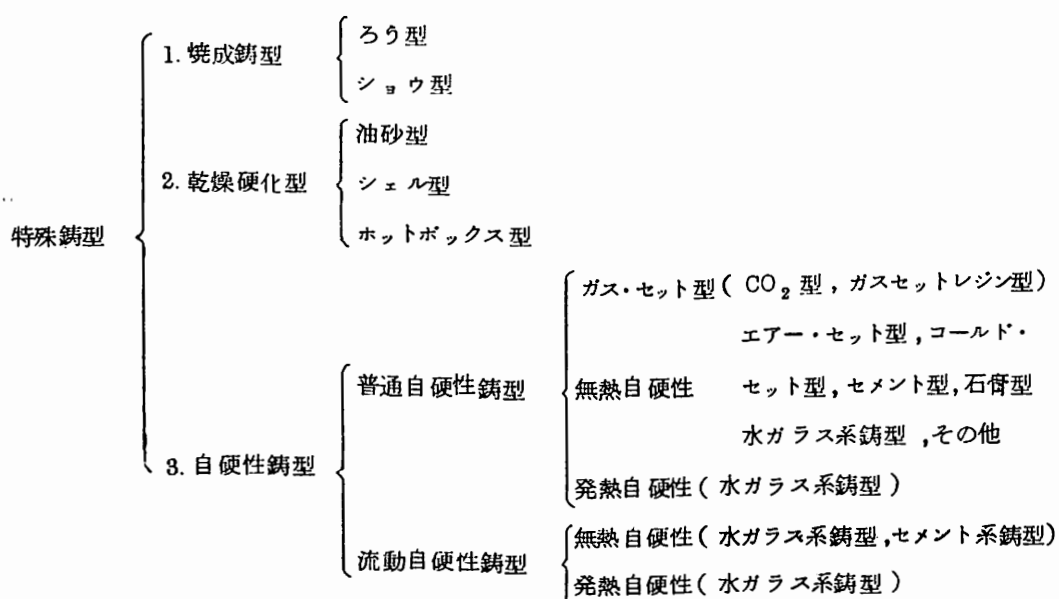 特殊鋳型
1. 焼成鋳型
ろう型
ショウ型
2. 乾燥硬化型
油砂型
シェル型
ホットボックス型
3. 自硬性鋳型
普通自硬性鋳型
ガス・セット型( CO₂ 型 , ガスセットレジン型)
無熱自硬性
エアー・セット型 , コールド・
セット型 , セメント型 , 石膏型
水ガラス系鋳型 , その他
発熱自硬性( 水ガラス系鋳型 )
流動自硬性鋳型
無熱自硬性( 水ガラス系鋳型 , セメント系鋳型)
発熱自硬性( 水ガラス系鋳型 )